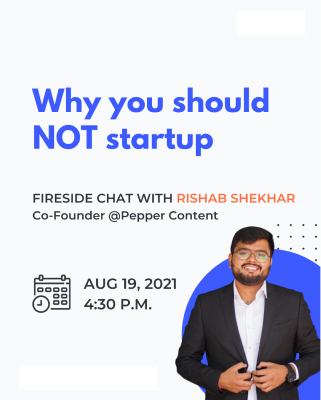 Why you should
NOT startup
FIRESIDE CHAT WITH RISHAB SHEKHAR
Co-Founder @Pepper Content
AUG 19, 2021
4:30 P.M.